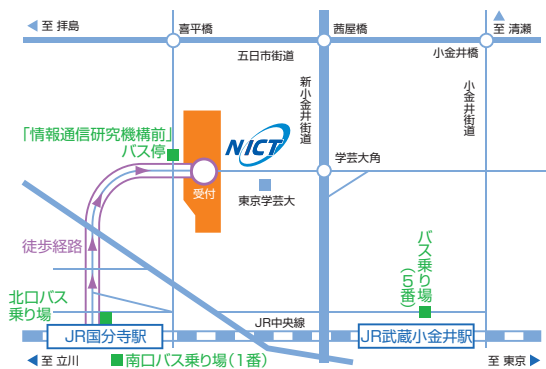 至 拝島
喜平橋
茜屋橋
至 清瀬
五日市街道
小金井橋
新小金井街道
小金井街道
「情報通信研究機構前」
バス停
NICT
学芸大角
受付
東京学芸大
徒歩経路
バス乗り場
（5番）
北口バス
乗り場
JR中央線
JR国分寺駅
JR武蔵小金井駅
至 立川
南口バス乗り場（1番）
至 東京